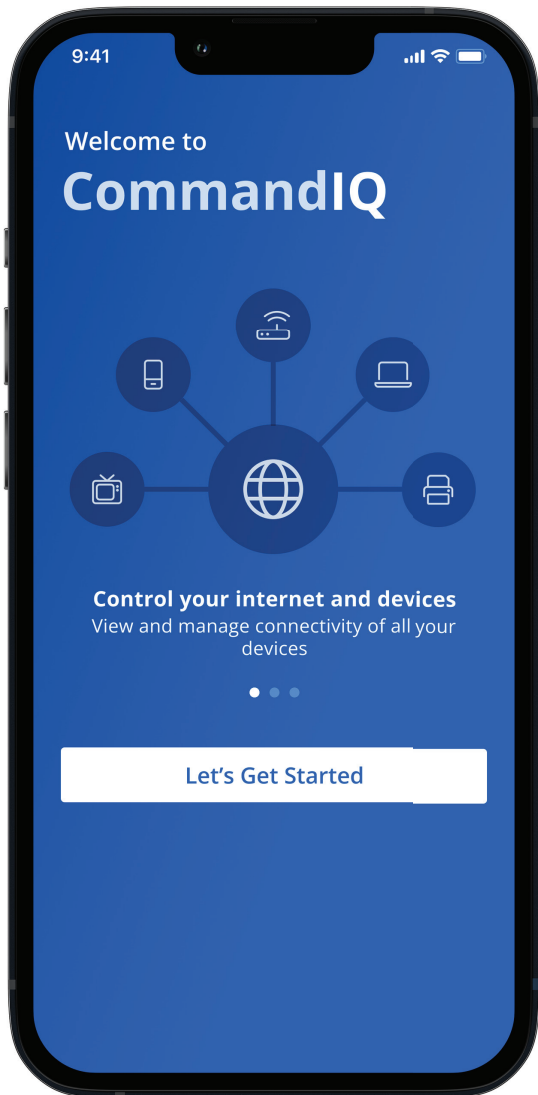 9:41
Welcome to
CommandIQ
Control your internet and devices
View and manage connectivity of all your
devices
Let's Get Started